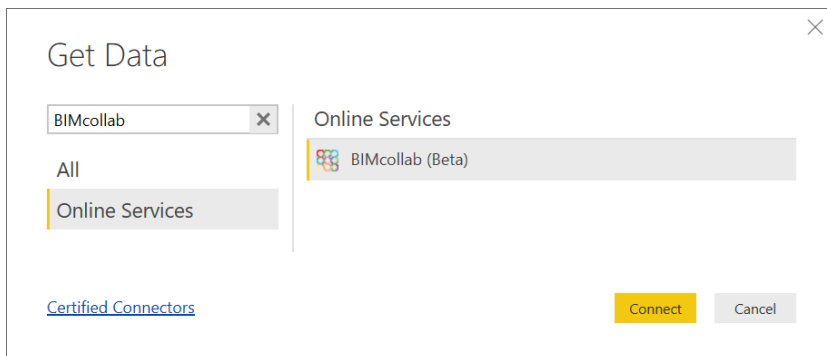 Get Data
BIMcollab
All
Online Services
Online Services
BIMcollab (Beta)
Certified Connectors
Connect
Cancel